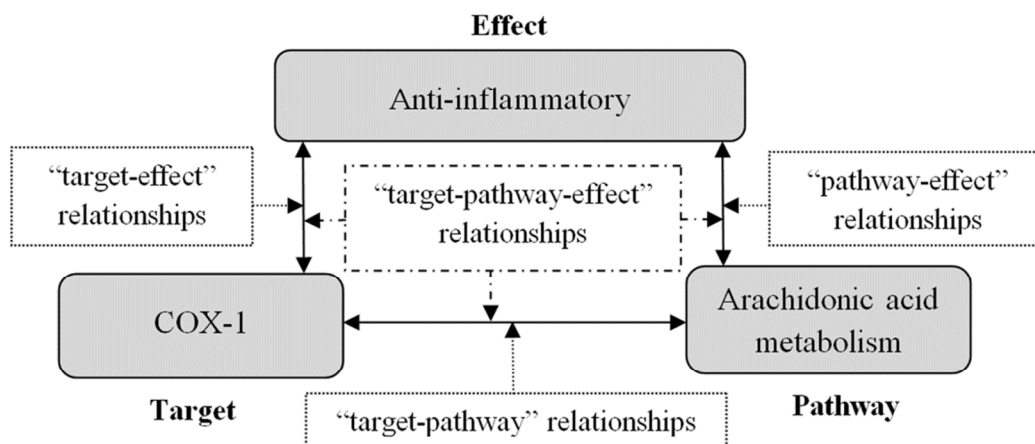 Effect
Anti-inflammatory
“target-effect”
relationships
“target-pathway-effect”
relationships
“pathway-effect”
relationships
COX-1
Arachidonic acid
metabolism
Target
“target-pathway” relationships
Pathway